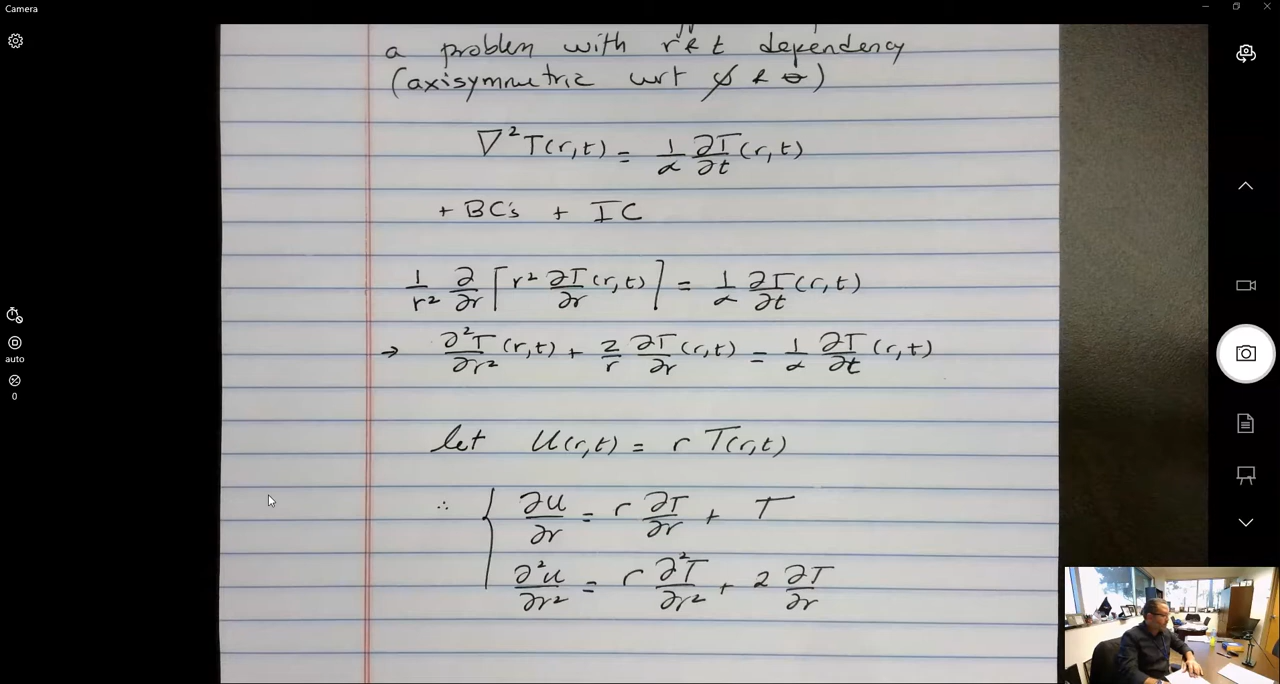 Camera
a problem with r & t dependency
(axisymmetric wrt φ & θ)
∇²T(r,t) = 1/α ∂T/∂t (r,t)
+ BC's + IC
1/r² ∂/∂r [r² ∂T/∂r (r,t)] = 1/α ∂T/∂t (r,t)
→ ∂²T/∂r² (r,t) + 2/r ∂T/∂r (r,t) = 1/α ∂T/∂t (r,t)
let U(r,t) = r T(r,t)
∴ { ∂U/∂r = r ∂T/∂r + T
∂²U/∂r² = r ∂²T/∂r² + 2 ∂T/∂r
auto
0